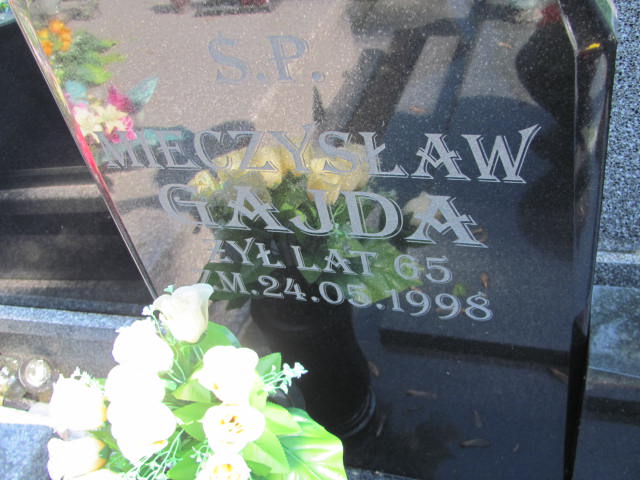 S.P.
MIECZYSŁAW
GAJDA
ŻYŁ LAT 65
ZM.24.05.1998